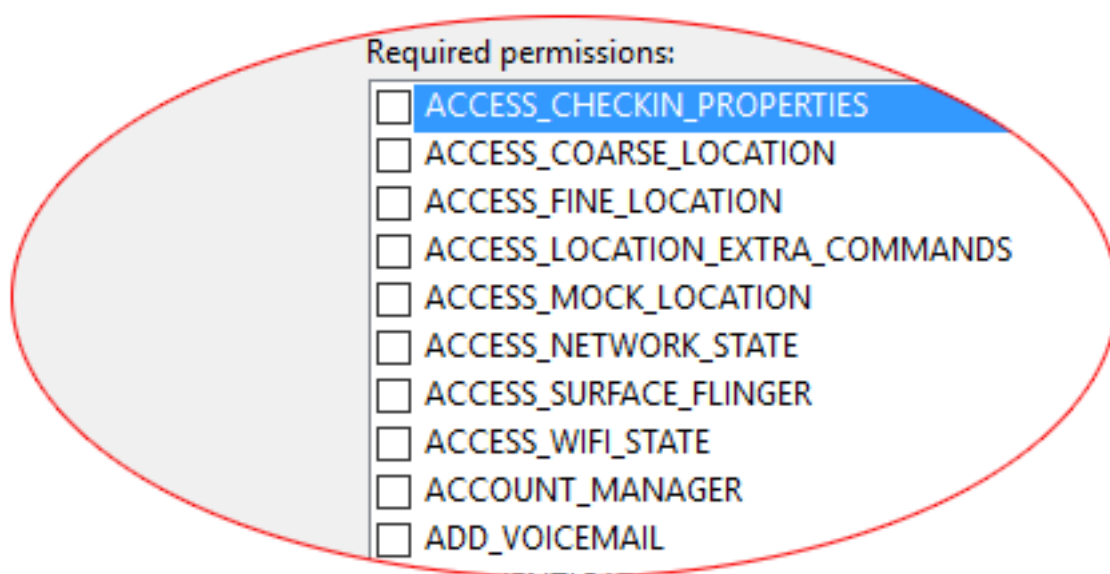 Required permissions:
ACCESS_CHECKIN_PROPERTIES
ACCESS_COARSE_LOCATION
ACCESS_FINE_LOCATION
ACCESS_LOCATION_EXTRA_COMMANDS
ACCESS_MOCK_LOCATION
ACCESS_NETWORK_STATE
ACCESS_SURFACE_FLINGER
ACCESS_WIFI_STATE
ACCOUNT_MANAGER
ADD_VOICEMAIL